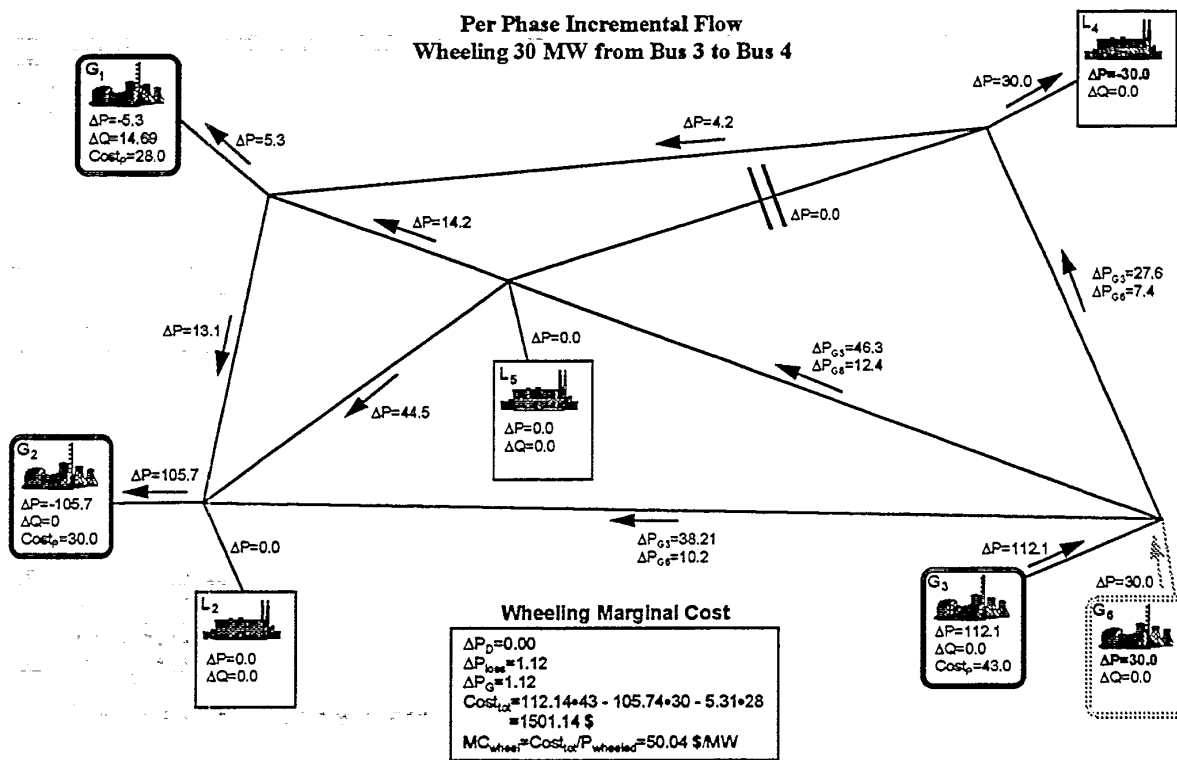 Per Phase Incremental Flow
Wheeling 30 MW from Bus 3 to Bus 4
G1
ΔP=-5.3
ΔQ=14.69
Costp=28.0
ΔP=5.3
ΔP=4.2
ΔP=30.0
L4
ΔP=-30.0
ΔQ=0.0
ΔP=14.2
ΔP=0.0
ΔPG3=27.6
ΔPG6=7.4
ΔP=13.1
ΔP=0.0
ΔPG3=46.3
ΔPG6=12.4
L5
ΔP=0.0
ΔQ=0.0
ΔP=44.5
G2
ΔP=-105.7
ΔQ=0
Costp=30.0
ΔP=105.7
ΔP=0.0
ΔPG3=38.21
ΔPG6=10.2
ΔP=112.1
ΔP=30.0
L2
ΔP=0.0
ΔQ=0.0
G3
ΔP=112.1
ΔQ=0.0
Costp=43.0
G6
ΔP=30.0
ΔQ=0.0
Wheeling Marginal Cost
ΔPD=0.00
ΔPloss=1.12
ΔPG=1.12
Costtot=112.14•43 - 105.74•30 - 5.31•28
=1501.14 $
MCwheel=Costtot/Pwheeled=50.04 $/MW